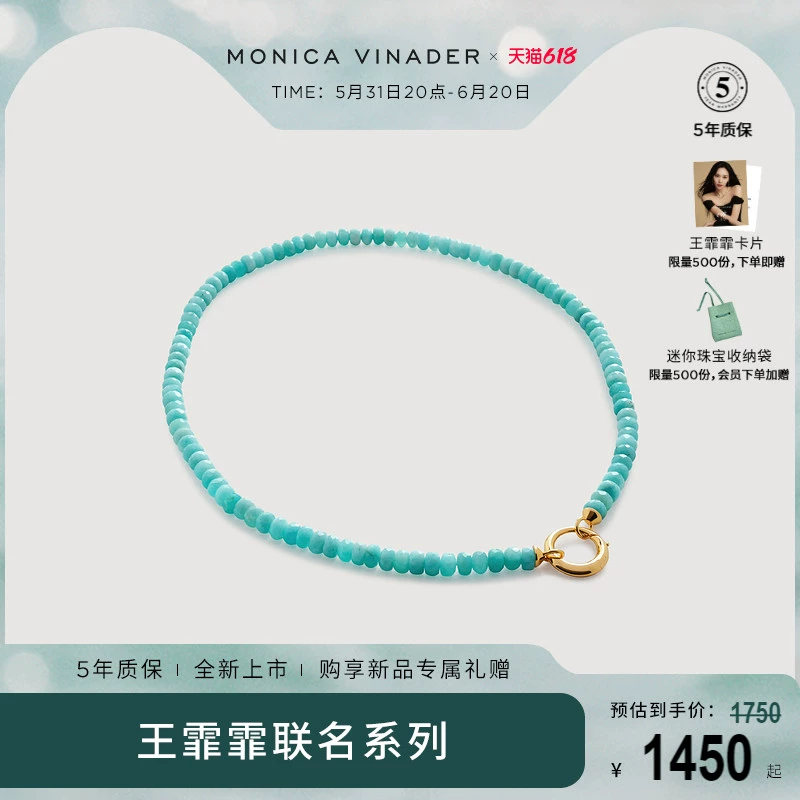 MONICA VINADER × 天猫618
TIME：5月31日20点-6月20日
MONICA VINADER
5
YEAR WARRANTY
5年质保
王霏霏卡片
限量500份，下单即赠
迷你珠宝收纳袋
限量500份，会员下单加赠
5年质保 | 全新上市 | 购享新品专属礼赠
王霏霏联名系列
预估到手价：1750
¥ 1450 起